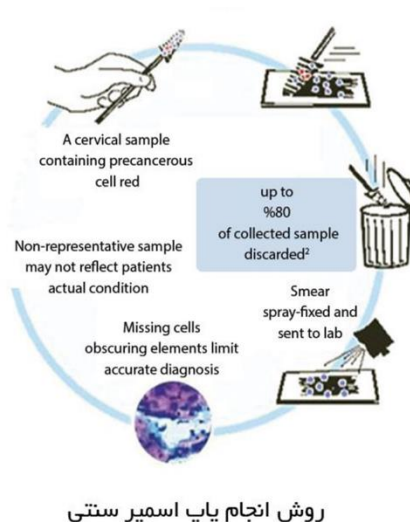 A cervical sample
containing precancerous
cell red
up to
%80
of collected sample
discarded²
Non-representative sample
may not reflect patients
actual condition
Smear
spray-fixed and
sent to lab
Missing cells
obscuring elements limit
accurate diagnosis
روش انجام پاپ اسمیر سنتی